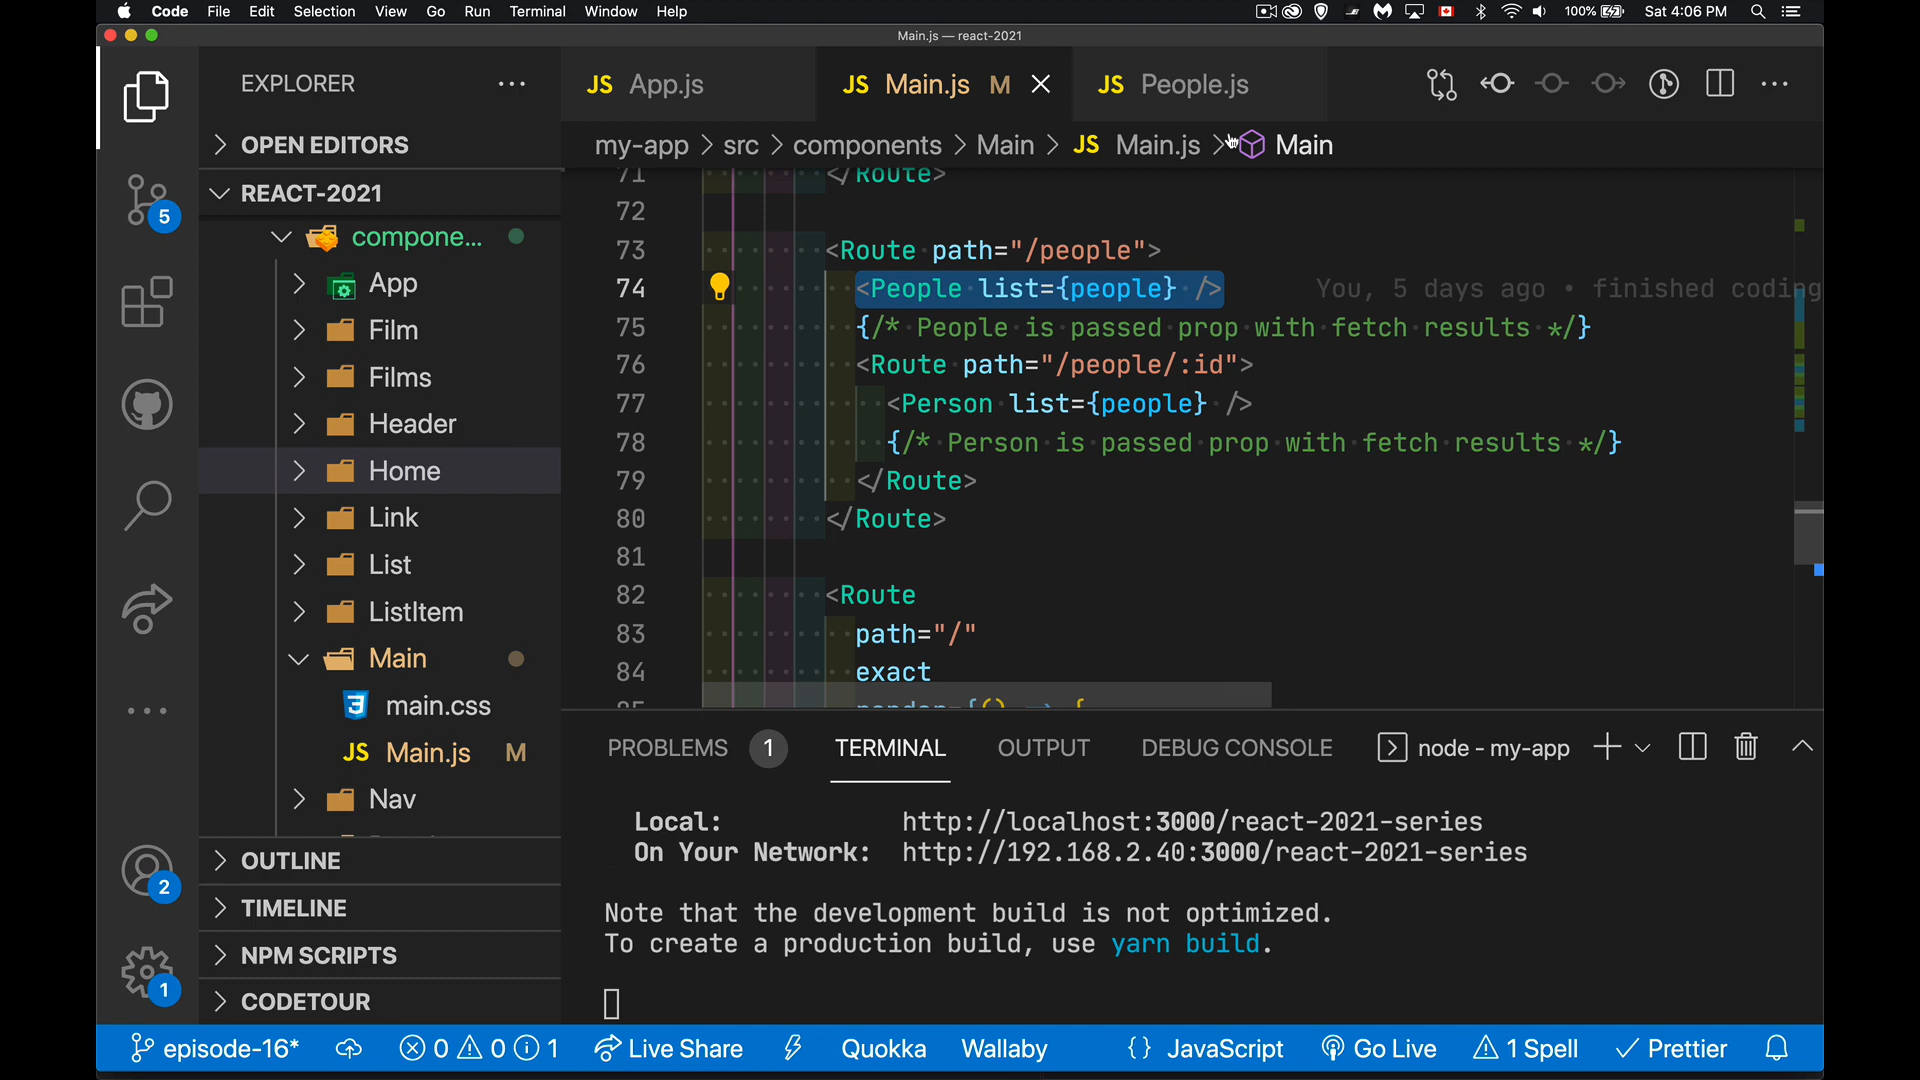 Code File Edit Selection View Go Run Terminal Window Help 100% Sat 4:06 PM
Main.js — react-2021
EXPLORER
JS App.js
JS Main.js M
JS People.js
OPEN EDITORS
my-app > src > components > Main > JS Main.js > Main
REACT-2021
compone...
App
Film
Films
Header
Home
Link
List
ListItem
Main
main.css
JS Main.js M
Nav
OUTLINE
TIMELINE
NPM SCRIPTS
CODETOUR
5
2
1
71 </Route>
72
73 <Route path="/people">
74 <People list={people} /> You, 5 days ago • finished coding
75 {/* People is passed prop with fetch results */}
76 <Route path="/people/:id">
77 <Person list={people} />
78 {/* Person is passed prop with fetch results */}
79 </Route>
80 </Route>
81
82 <Route
83 path="/"
84 exact
85 render={() => {
PROBLEMS 1 TERMINAL OUTPUT DEBUG CONSOLE node - my-app
Local: http://localhost:3000/react-2021-series
On Your Network: http://192.168.2.40:3000/react-2021-series
Note that the development build is not optimized.
To create a production build, use yarn build.
episode-16* 0 0 1 Live Share Quokka Wallaby {} JavaScript Go Live 1 Spell Prettier